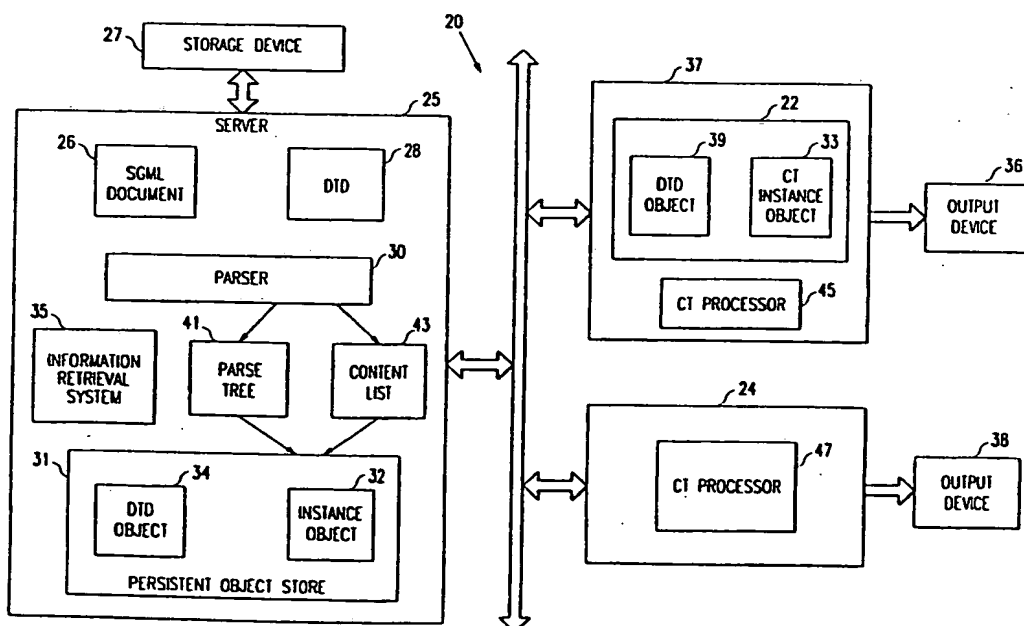 27
STORAGE DEVICE
20
25
SERVER
26
SGML
DOCUMENT
28
DTD
30
PARSER
35
INFORMATION
RETRIEVAL
SYSTEM
41
PARSE
TREE
43
CONTENT
LIST
31
34
DTD
OBJECT
32
INSTANCE
OBJECT
PERSISTENT OBJECT STORE
37
22
39
DTD
OBJECT
33
CT
INSTANCE
OBJECT
45
CT PROCESSOR
36
OUTPUT
DEVICE
24
47
CT PROCESSOR
38
OUTPUT
DEVICE